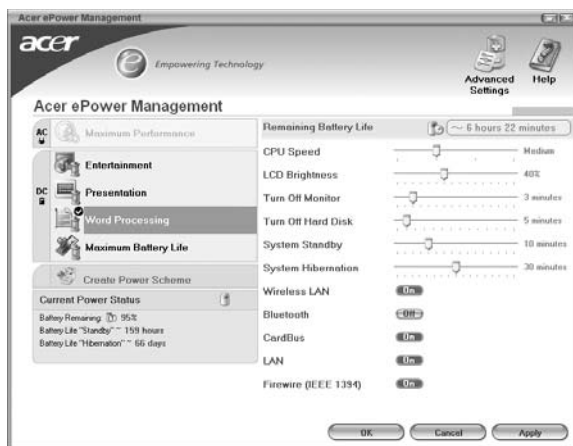 Acer ePower Management
acer
e
Empowering Technology
Advanced Settings
Help
Acer ePower Management
AC
Maximum Performance
DC
Entertainment
Presentation
Word Processing
Maximum Battery Life
Create Power Scheme
Current Power Status
Battery Remaining: 95%
Battery Life "Standby" ~ 159 hours
Battery Life "Hibernation" ~ 66 days
Remaining Battery Life ~ 6 hours 22 minutes
CPU Speed Medium
LCD Brightness 40%
Turn Off Monitor 3 minutes
Turn Off Hard Disk 5 minutes
System Standby 10 minutes
System Hibernation 30 minutes
Wireless LAN On
Bluetooth Off
CardBus On
LAN On
Firewire (IEEE 1394) On
OK Cancel Apply